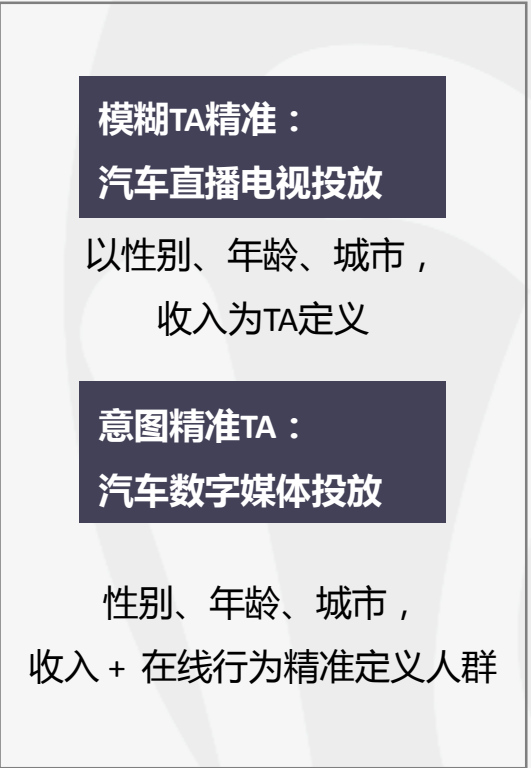 模糊TA精准：
汽车直播电视投放
以性别、年龄、城市，
收入为TA定义
意图精准TA：
汽车数字媒体投放
性别、年龄、城市，
收入 + 在线行为精准定义人群